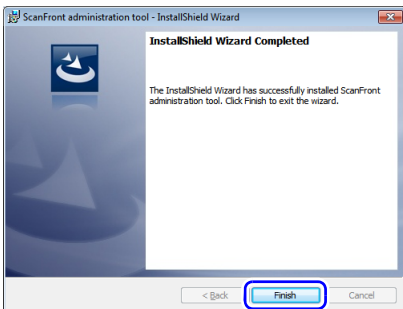 ScanFront administration tool - InstallShield Wizard
InstallShield Wizard Completed
The InstallShield Wizard has successfully installed ScanFront
administration tool. Click Finish to exit the wizard.
< Back
Finish
Cancel